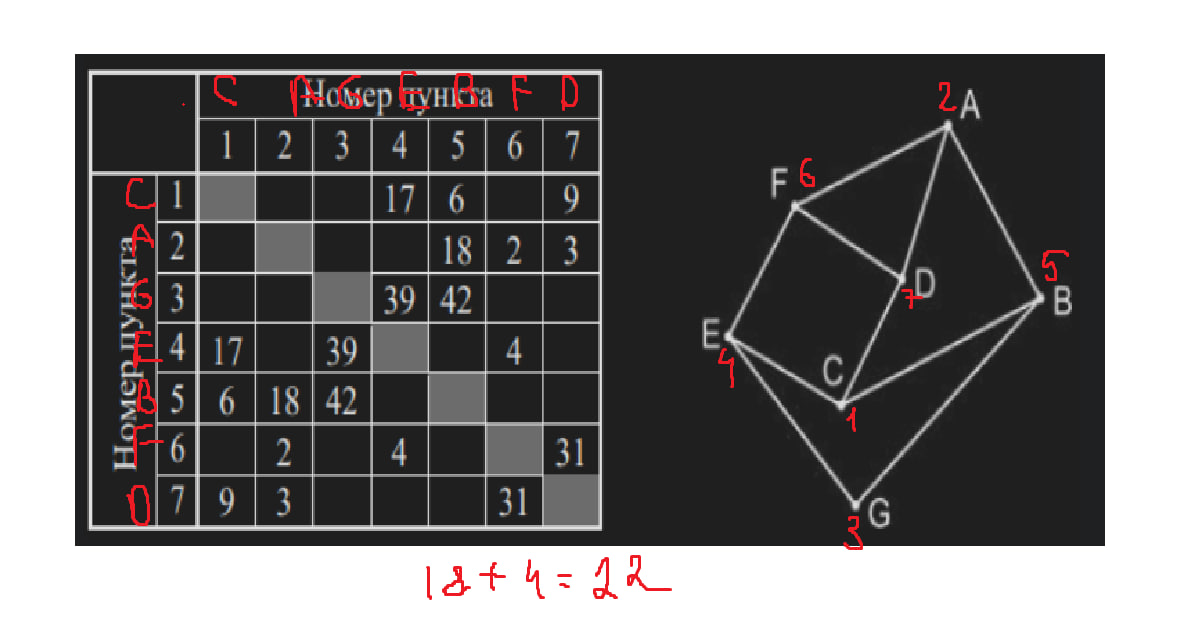 C A G E B F D
Номер пункта
1 2 3 4 5 6 7
Номер пункта
C 1 17 6 9
A 2 18 2 3
G 3 39 42
E 4 17 39 4
B 5 6 18 42
F 6 2 4 31
D 7 9 3 31
2 A
F 6
D
7
5
B
E
4
C
1
G
3
18+4=22